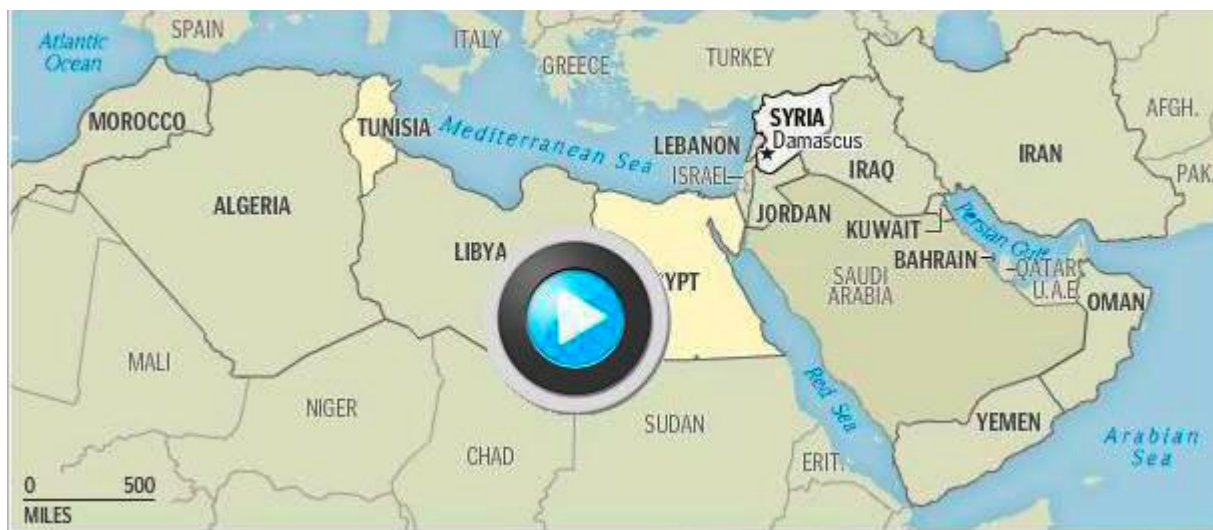 Atlantic
Ocean
SPAIN
ITALY
GREECE
TURKEY
AFGH.
MOROCCO
TUNISIA
Mediterranean Sea
LEBANON
SYRIA
Damascus
ISRAEL
IRAQ
IRAN
PAK.
ALGERIA
LIBYA
YPT
JORDAN
KUWAIT
Persian Gulf
BAHRAIN
QATAR
U.A.E
SAUDI
ARABIA
OMAN
MALI
NIGER
CHAD
SUDAN
Red Sea
ERIT.
YEMEN
Arabian
Sea
0 500
MILES